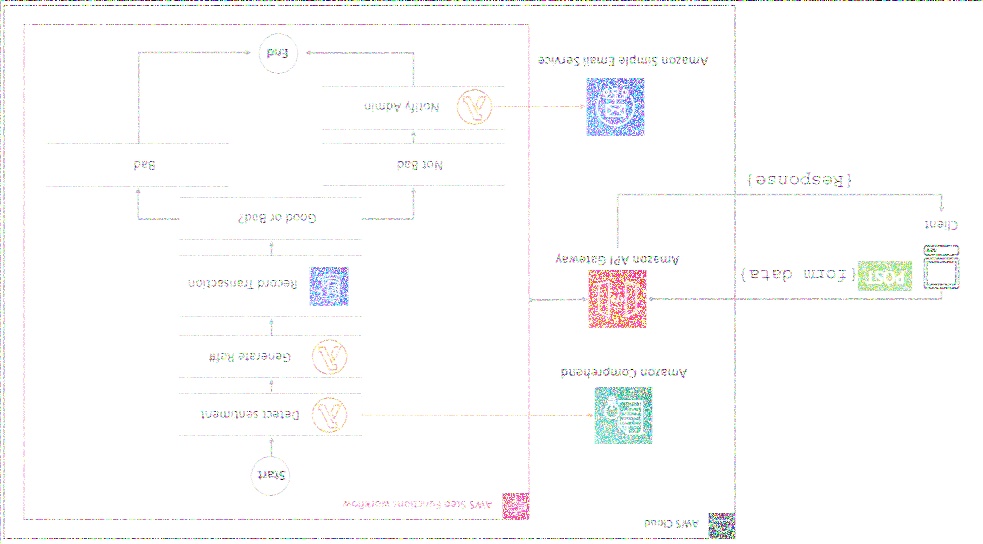 AWS Cloud
AWS Step Functions workflow
Start
Detect sentiment
Amazon Comprehend
Generate Ref#
Client
POST
{form data}
Amazon API Gateway
Record Transaction
{Response}
Good or Bad?
Not Bad
Bad
Notify Admin
Amazon Simple Email Service
End